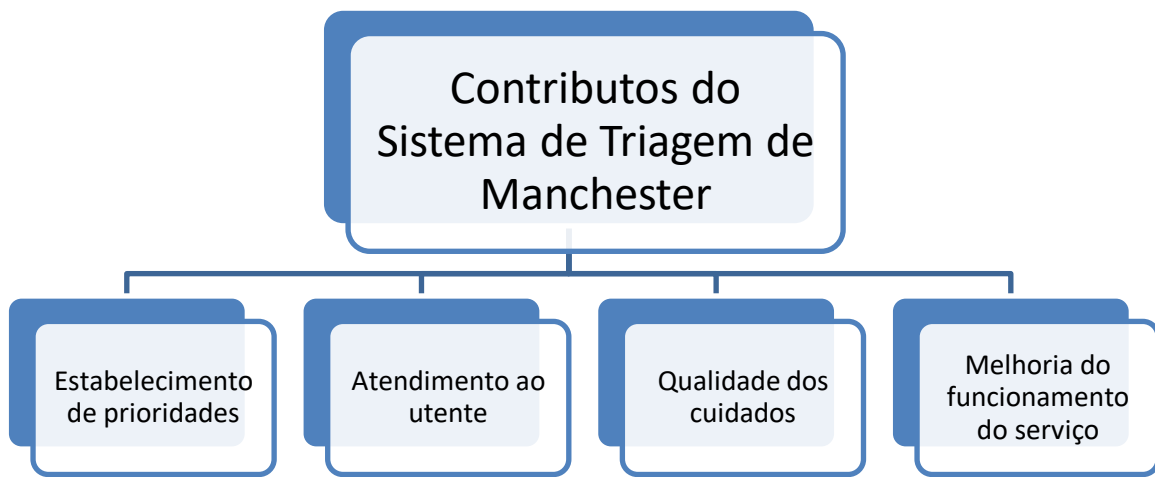 Contributos do
Sistema de Triagem de
Manchester
Estabelecimento
de prioridades
Atendimento ao
utente
Qualidade dos
cuidados
Melhoria do
funcionamento
do serviço